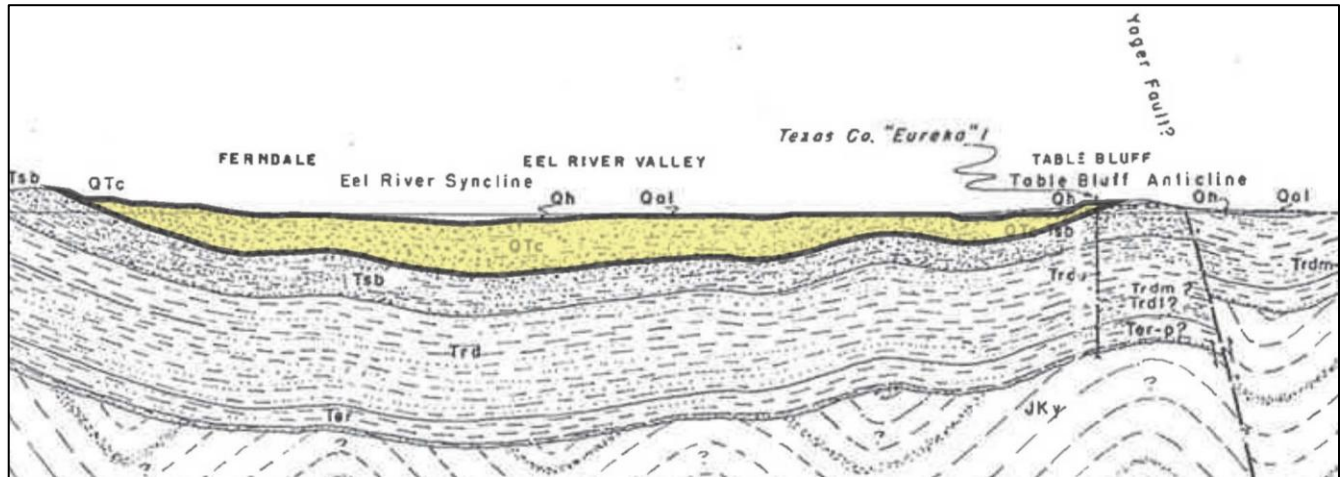 Yager Fault?
Texas Co. "Eureka" 1
FERNDALE
EEL RIVER VALLEY
TABLE BLUFF
Tsb
QTc
Eel River Syncline
Qh
Qal
Table Bluff Anticline
Qh
Qh
Qal
QTc
QTc
Tsb
Tsb
Trd
Trdm
Trdm ?
Trdl?
Ter-p?
Trd
Ter
JKy
?
?
?
?
?